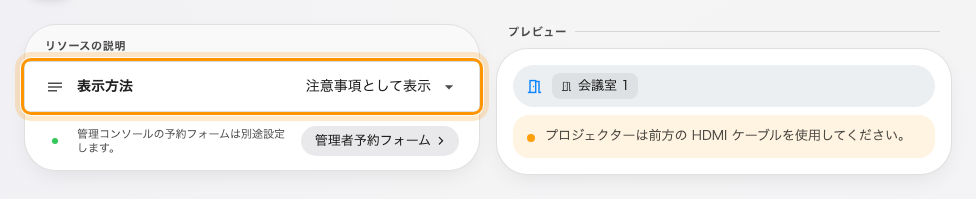 リソースの説明
表示方法
注意事項として表示
管理コンソールの予約フォームは別途設定
します。
管理者予約フォーム
プレビュー
会議室 1
プロジェクターは前方の HDMI ケーブルを使用してください。